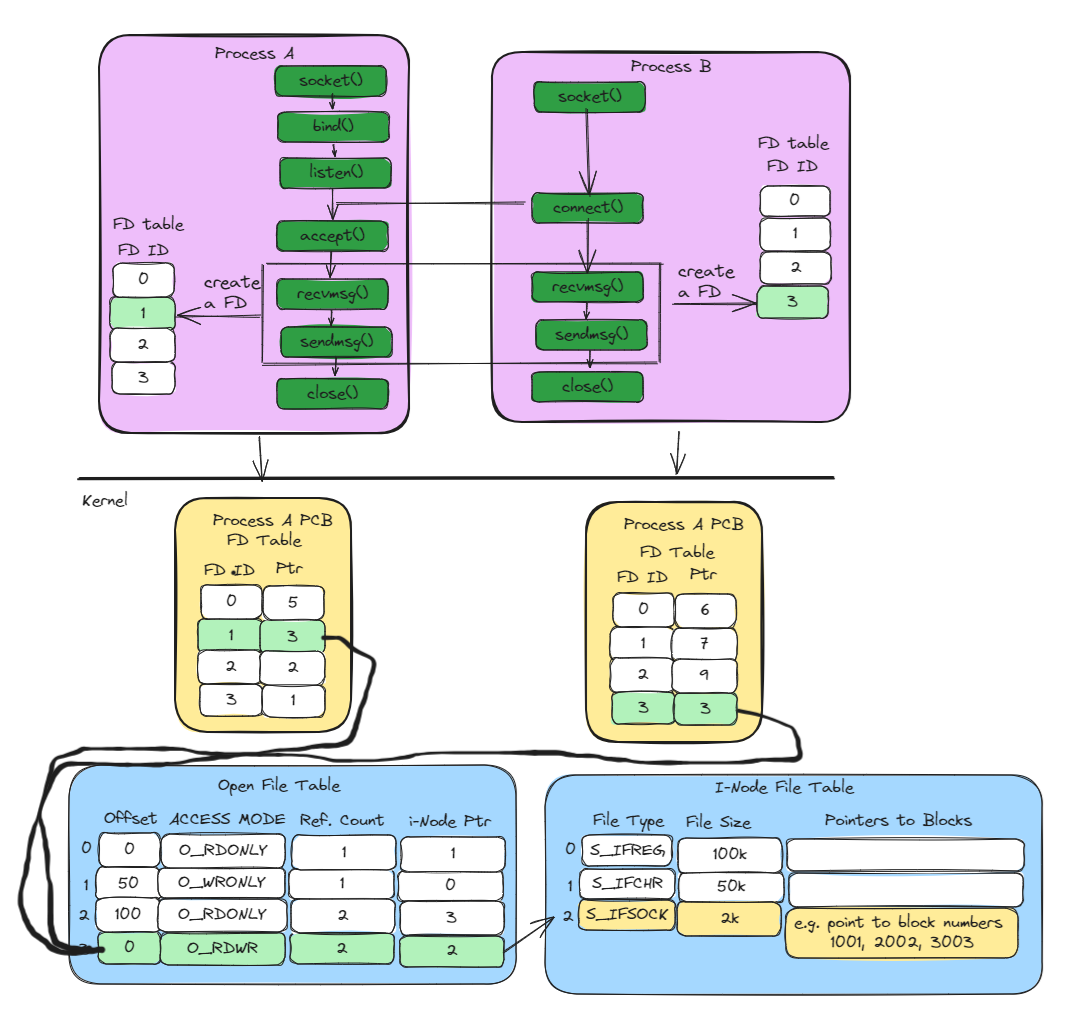 Process A
socket()
bind()
listen()
accept()
recvmsg()
sendmsg()
close()
FD table
FD ID
0
1
2
3
create
a FD
Process B
socket()
connect()
recvmsg()
sendmsg()
close()
create
a FD
FD table
FD ID
0
1
2
3
Kernel
Process A PCB
FD Table
FD ID Ptr
0 5
1 3
2 2
3 1
Process A PCB
FD Table
FD ID Ptr
0 6
1 7
2 9
3 3
Open File Table
Offset ACCESS MODE Ref. Count i-Node Ptr
0 0 O_RDONLY 1 1
1 50 O_WRONLY 1 0
2 100 O_RDONLY 2 3
0 O_RDWR 2 2
I-Node File Table
File Type File Size Pointers to Blocks
0 S_IFREG 100k
1 S_IFCHR 50k
2 S_IFSOCK 2k
e.g. point to block numbers
1001, 2002, 3003